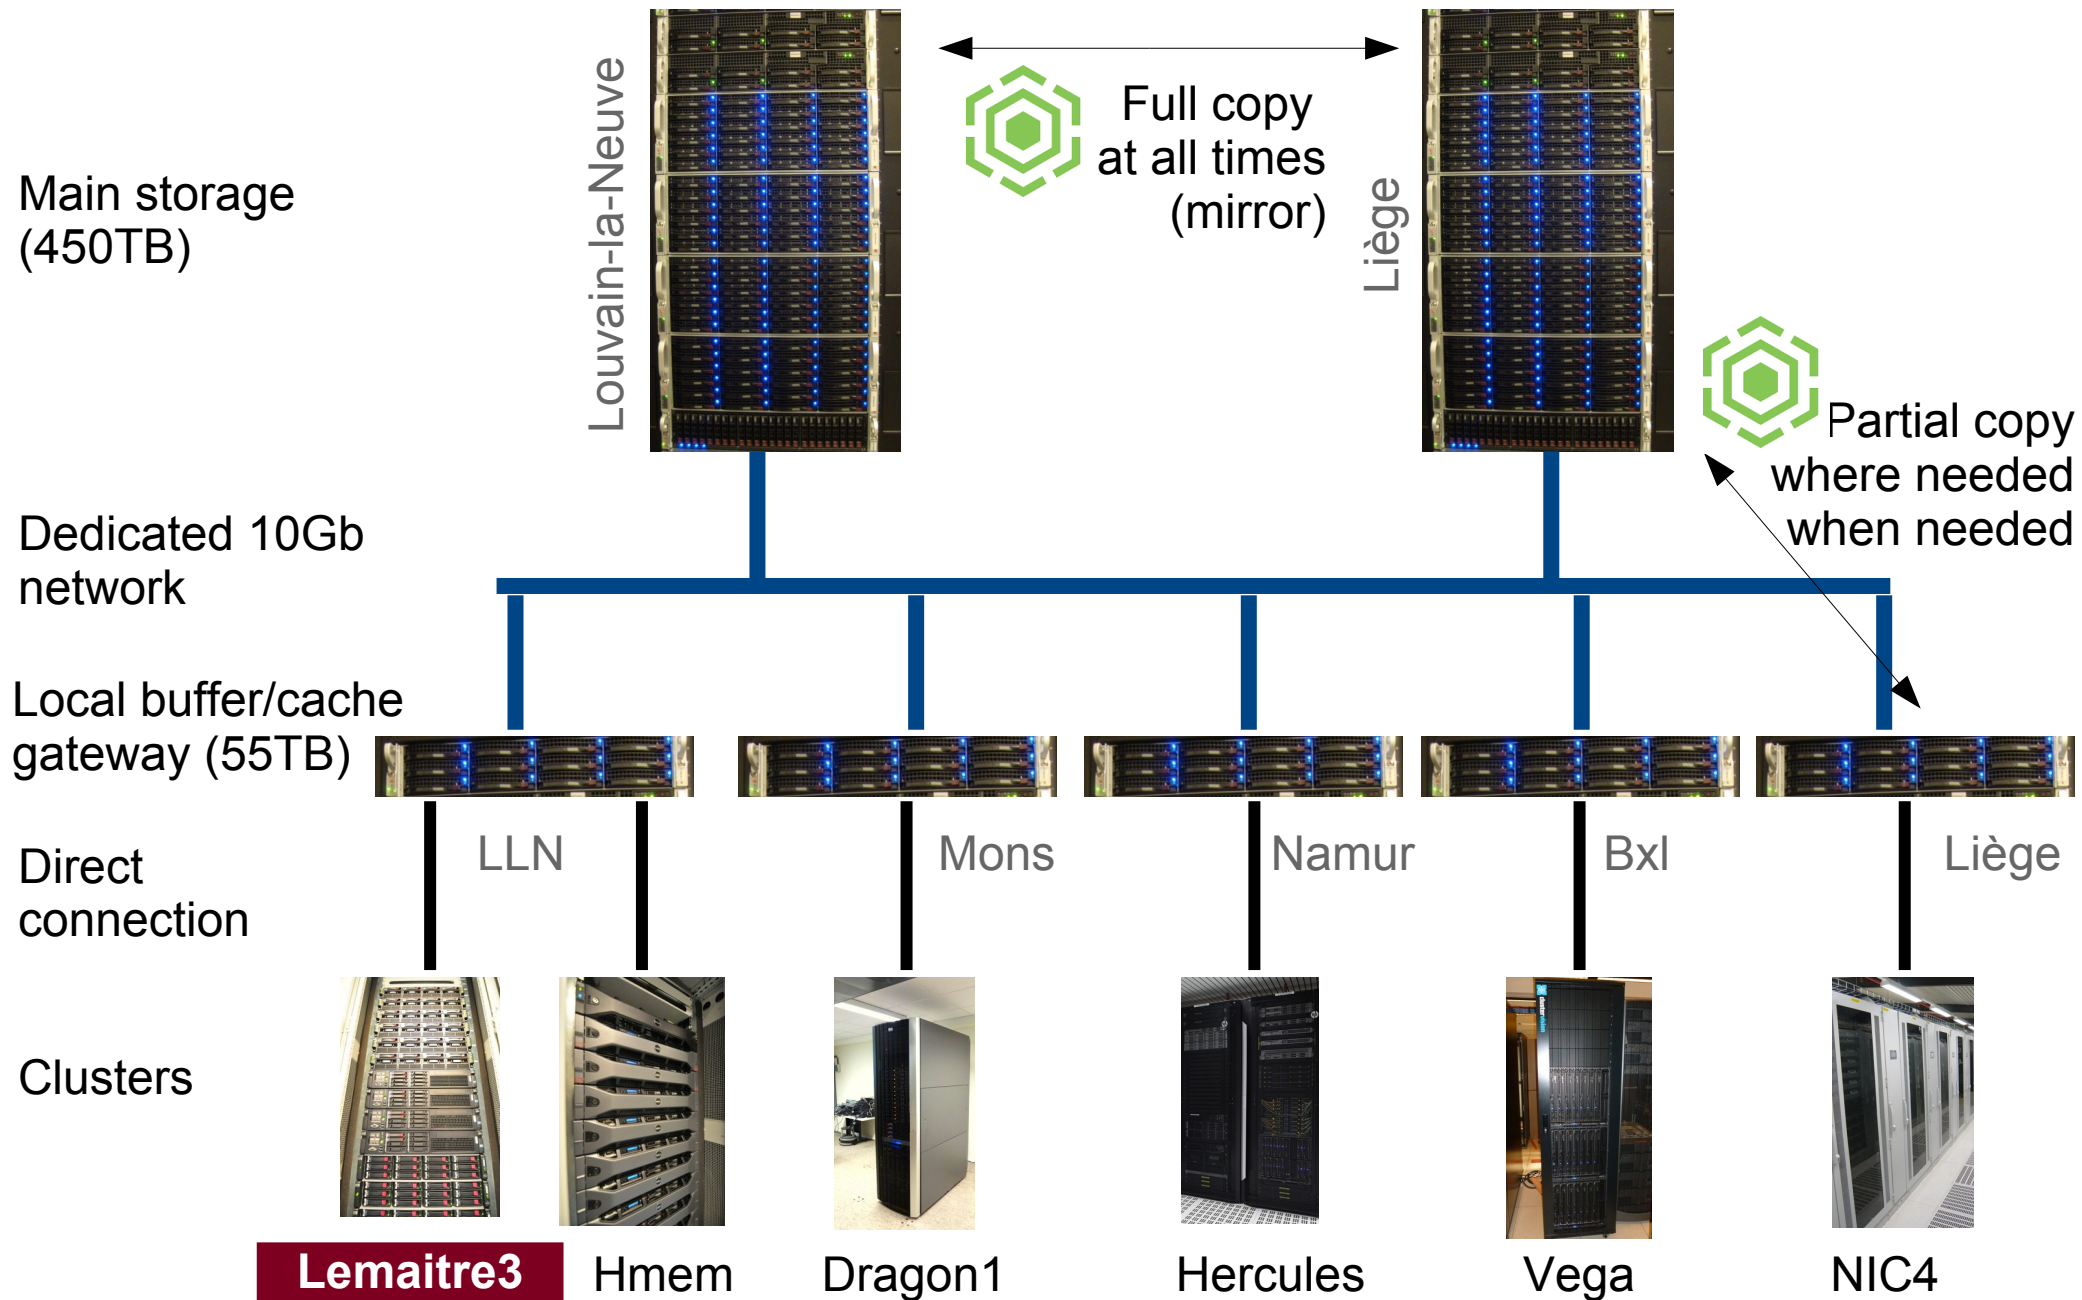 Louvain-la-Neuve
Full copy
at all times
(mirror)
Liège
Main storage
(450TB)
Partial copy
where needed
when needed
Dedicated 10Gb
network
Local buffer/cache
gateway (55TB)
LLN
Mons
Namur
Bxl
Liège
Direct
connection
Clusters
clustervision
Lemaitre3
Hmem
Dragon1
Hercules
Vega
NIC4